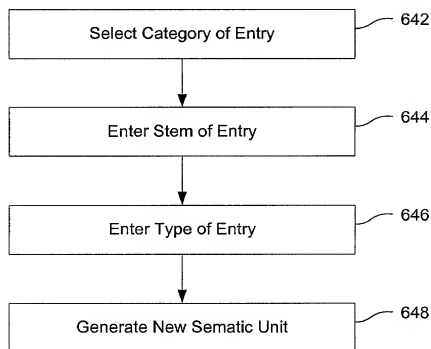 Select Category of Entry 642
Enter Stem of Entry 644
Enter Type of Entry 646
Generate New Sematic Unit 648